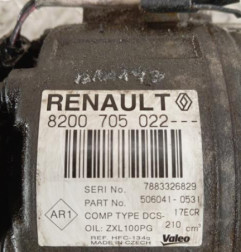 RENAULT
8200 705 022---
SERI No. 7883326829
PART No. 506041-0531
COMP TYPE DCS-17ECR
AR1
OIL: ZXL100PG 210 cm³
REF. HFC-134a
MADE IN CZECH Valeo